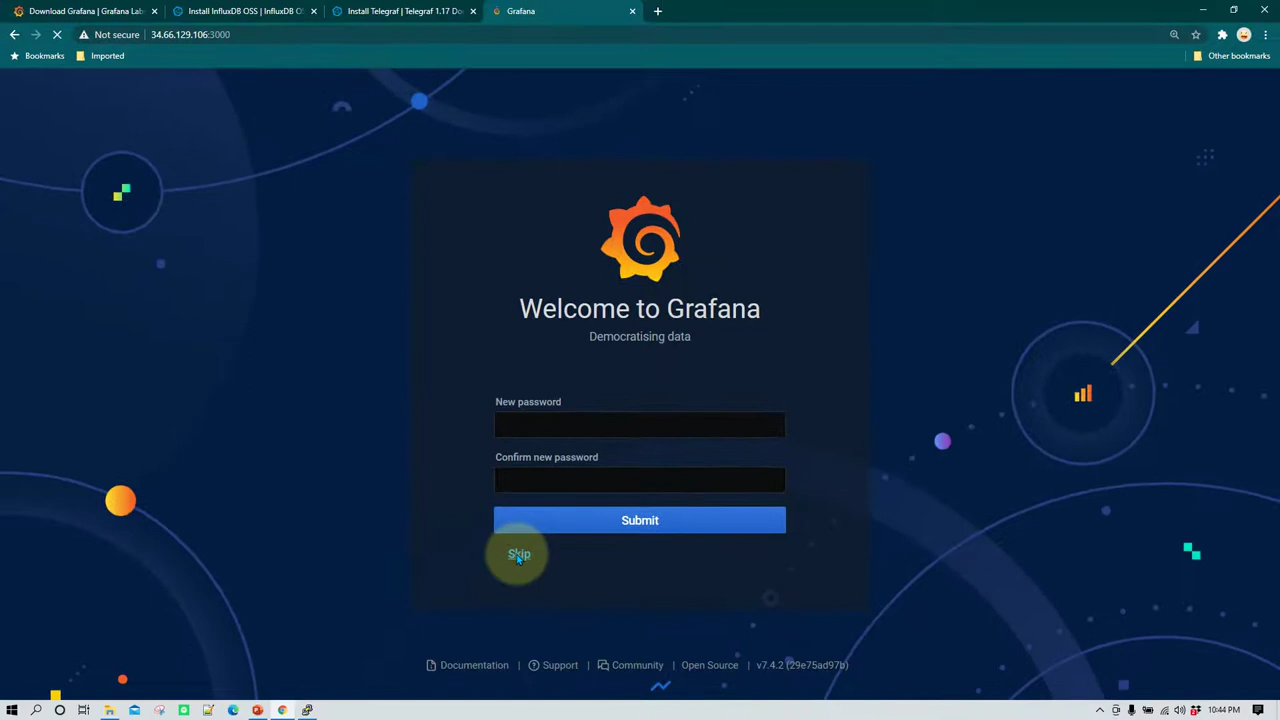 Download Grafana | Grafana Lab
Install InfluxDB OSS | InfluxDB O
Install Telegraf | Telegraf 1.17 Do
Grafana
Not secure
34.66.129.106:3000
Bookmarks
Imported
Other bookmarks
Welcome to Grafana
Democratising data
New password
Confirm new password
Submit
Skip
Documentation | Support | Community | Open Source | v7.4.2 (29e75ad97b)
10:44 PM